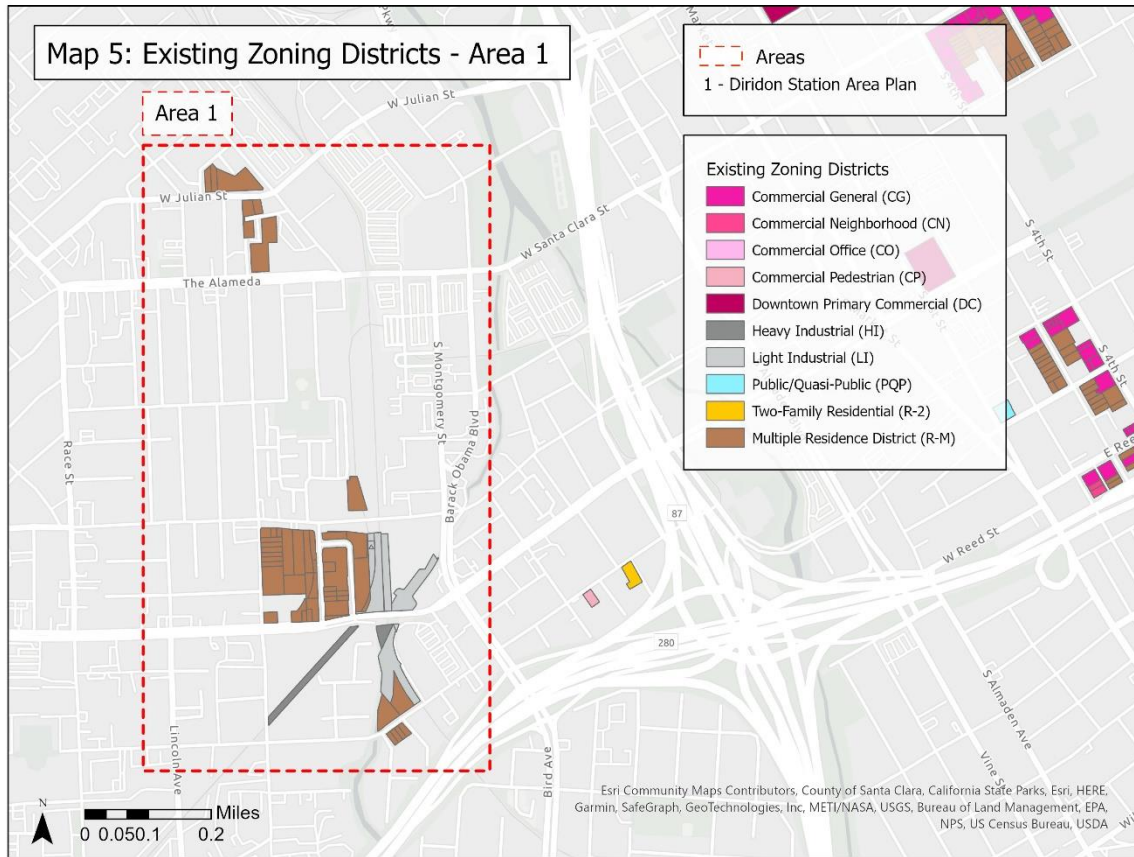 Map 5: Existing Zoning Districts - Area 1
Area 1
Areas
1 - Diridon Station Area Plan
Existing Zoning Districts
Commercial General (CG)
Commercial Neighborhood (CN)
Commercial Office (CO)
Commercial Pedestrian (CP)
Downtown Primary Commercial (DC)
Heavy Industrial (HI)
Light Industrial (LI)
Public/Quasi-Public (PQP)
Two-Family Residential (R-2)
Multiple Residence District (R-M)
Pkwy
W Julian St
W Julian St
W Santa Clara St
The Alameda
S Montgomery St
Barack Obama Blvd
Race St
Lincoln Ave
Bird Ave
87
280
S 4th St
S 4th St
S 4th St
E Ree
W Reed St
S Almaden Ave
Vine St
N
Miles
0 0.050.1 0.2
Esri Community Maps Contributors, County of Santa Clara, California State Parks, Esri, HERE,
Garmin, SafeGraph, GeoTechnologies, Inc, METI/NASA, USGS, Bureau of Land Management, EPA,
NPS, US Census Bureau, USDA